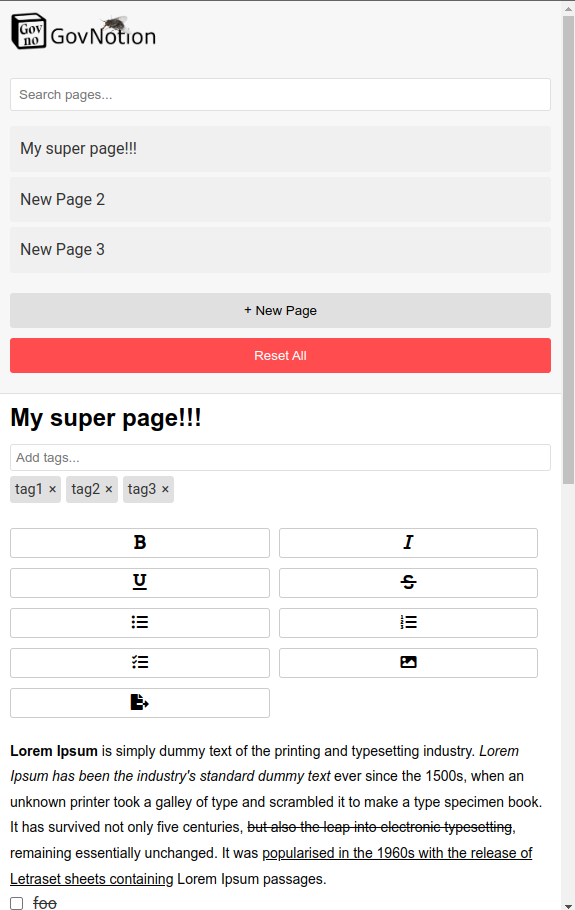 Gov
no
GovNotion
Search pages...
My super page!!!
New Page 2
New Page 3
+ New Page
Reset All
My super page!!!
Add tags...
tag1 × tag2 × tag3 ×
B I
U S
Lorem Ipsum is simply dummy text of the printing and typesetting industry. Lorem
Ipsum has been the industry's standard dummy text ever since the 1500s, when an
unknown printer took a galley of type and scrambled it to make a type specimen book.
It has survived not only five centuries, but also the leap into electronic typesetting,
remaining essentially unchanged. It was popularised in the 1960s with the release of
Letraset sheets containing Lorem Ipsum passages.
foo